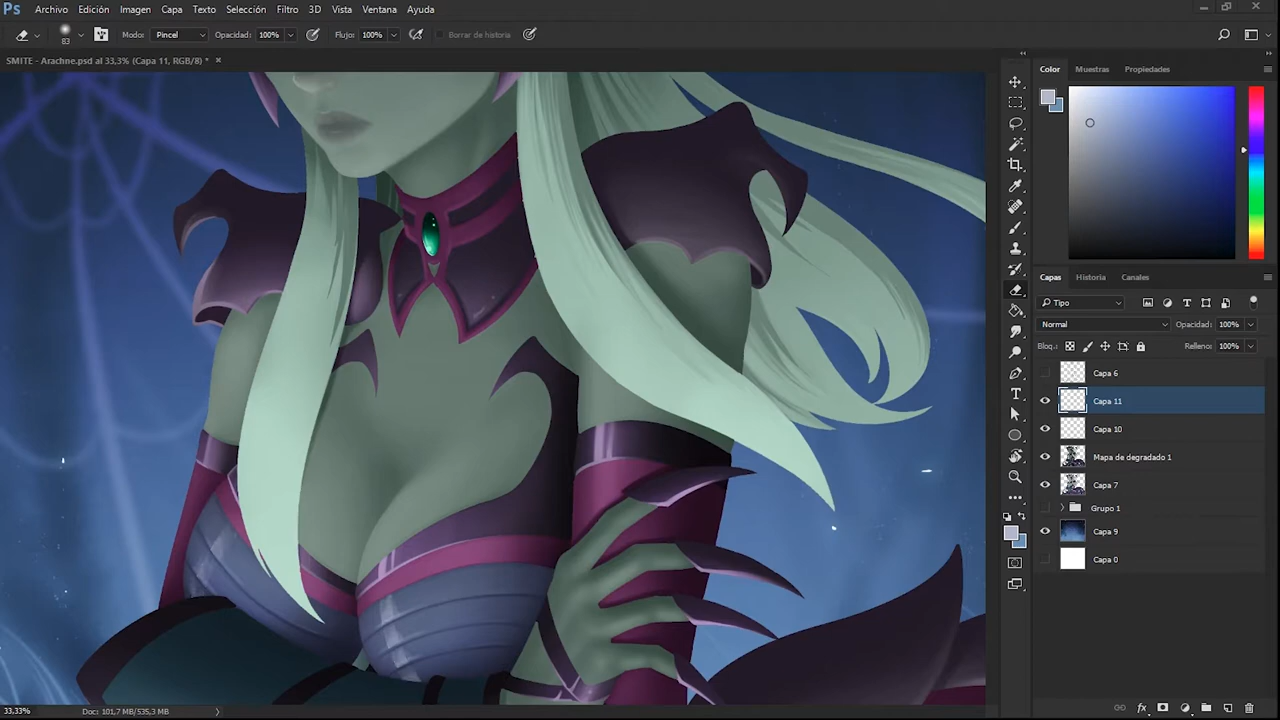 Ps Archivo Edición Imagen Capa Texto Selección Filtro 3D Vista Ventana Ayuda
83 Modo: Pincel Opacidad: 100% Flujo: 100% Borrar de historia
SMITE - Arachne.psd al 33,3% (Capa 11, RGB/8) *
Color Muestras Propiedades
Capas Historia Canales
Tipo
Normal Opacidad: 100%
Bloq.: Relleno: 100%
Capa 6
Capa 11
Capa 10
Mapa de degradado 1
Capa 7
Grupo 1
Capa 9
Capa 0
33,33% Doc: 101,7 MB/535,3 MB